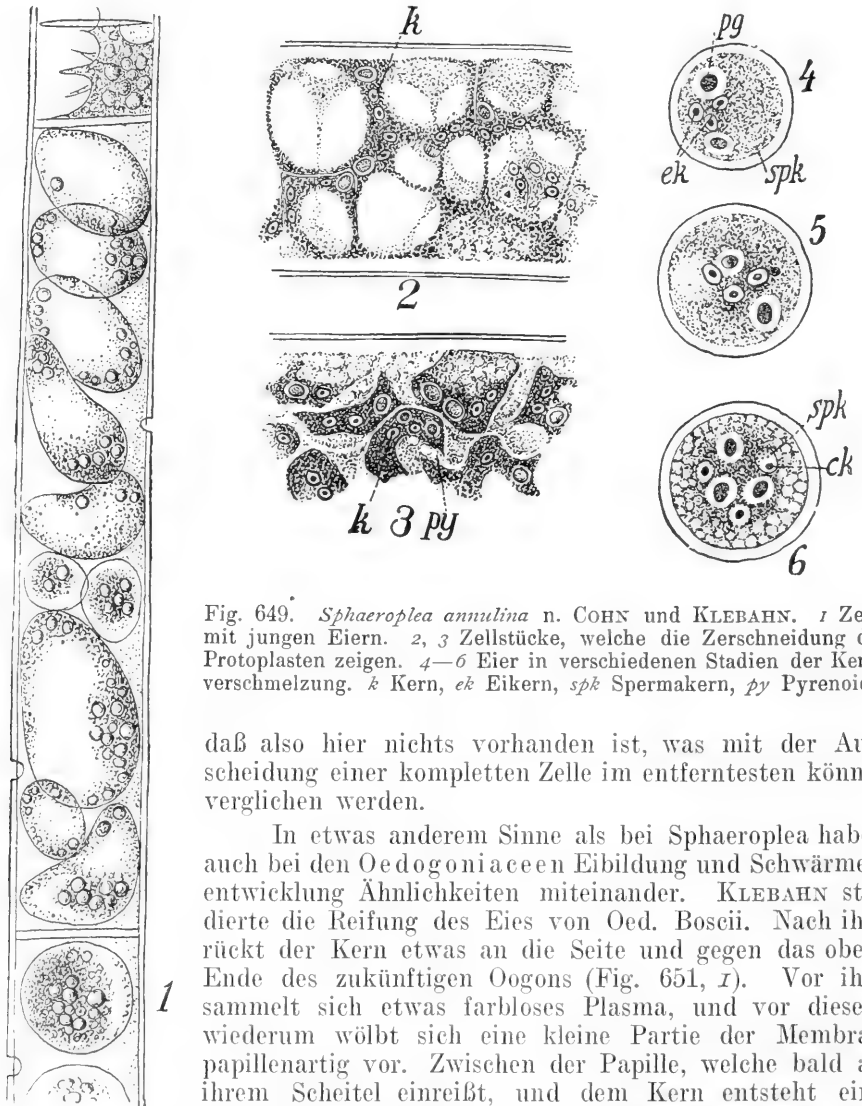 k
pg
4
ek
spk
5
2
spk
ck
6
k 3 py
1
Fig. 649. Sphaeroplea annulina n. COHN und KLEBAHN. 1 Ze
mit jungen Eiern. 2, 3 Zellstücke, welche die Zerschneidung d
Protoplasten zeigen. 4—6 Eier in verschiedenen Stadien der Ker
verschmelzung. k Kern, ek Eikern, spk Spermakern, py Pyrenoid
daß also hier nichts vorhanden ist, was mit der Au
scheidung einer kompletten Zelle im entferntesten könn
verglichen werden.
In etwas anderem Sinne als bei Sphaeroplea hab
auch bei den Oedogoniaceen Eibildung und Schwärme
entwicklung Ähnlichkeiten miteinander. KLEBAHN st
dierte die Reifung des Eies von Oed. Boscii. Nach ih
rückt der Kern etwas an die Seite und gegen das obe
Ende des zukünftigen Oogons (Fig. 651, 1). Vor ih
sammelt sich etwas farbloses Plasma, und vor diese
wiederum wölbt sich eine kleine Partie der Membra
papillenartig vor. Zwischen der Papille, welche bald a
ihrem Scheitel einreißt, und dem Kern entsteht ein